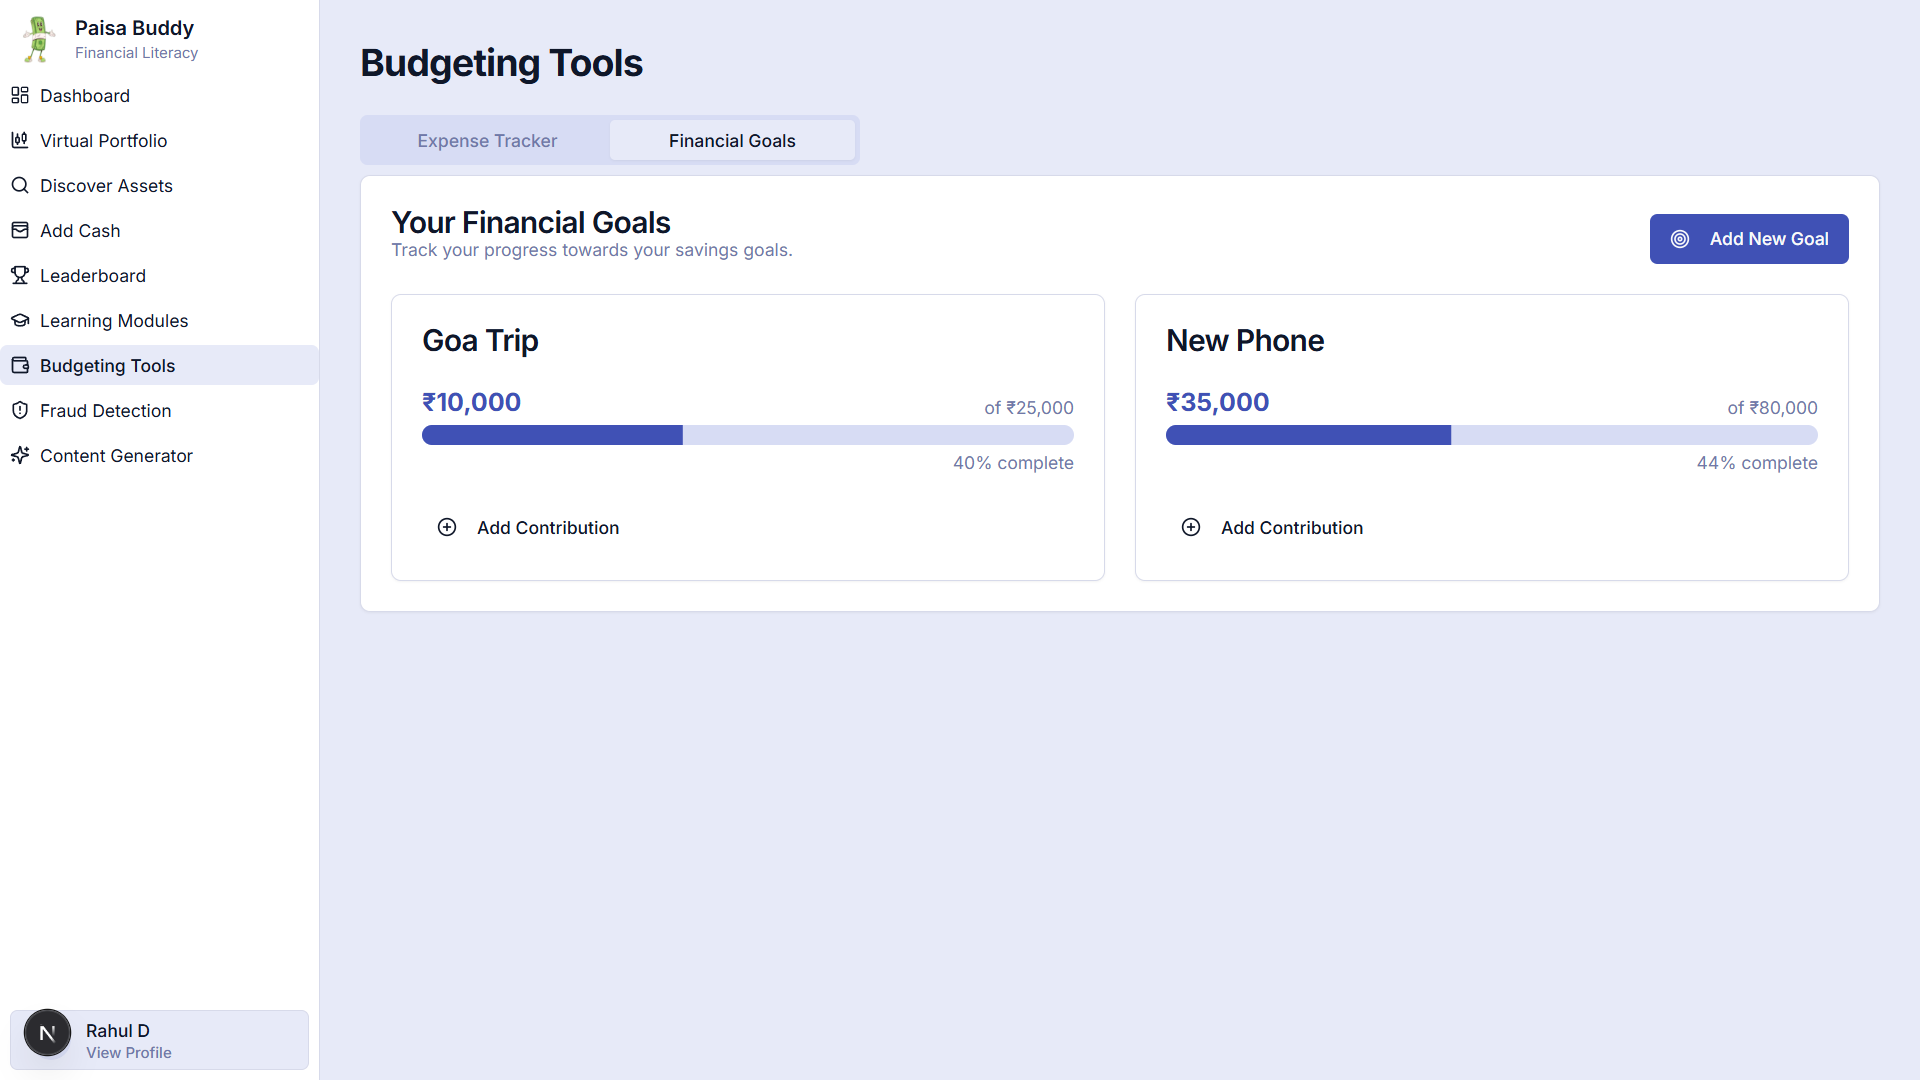 Paisa Buddy
Financial Literacy
Dashboard
Virtual Portfolio
Discover Assets
Add Cash
Leaderboard
Learning Modules
Budgeting Tools
Fraud Detection
Content Generator
N
Rahul D
View Profile
Budgeting Tools
Expense Tracker
Financial Goals
Your Financial Goals
Track your progress towards your savings goals.
Add New Goal
Goa Trip
₹10,000
of ₹25,000
40% complete
Add Contribution
New Phone
₹35,000
of ₹80,000
44% complete
Add Contribution